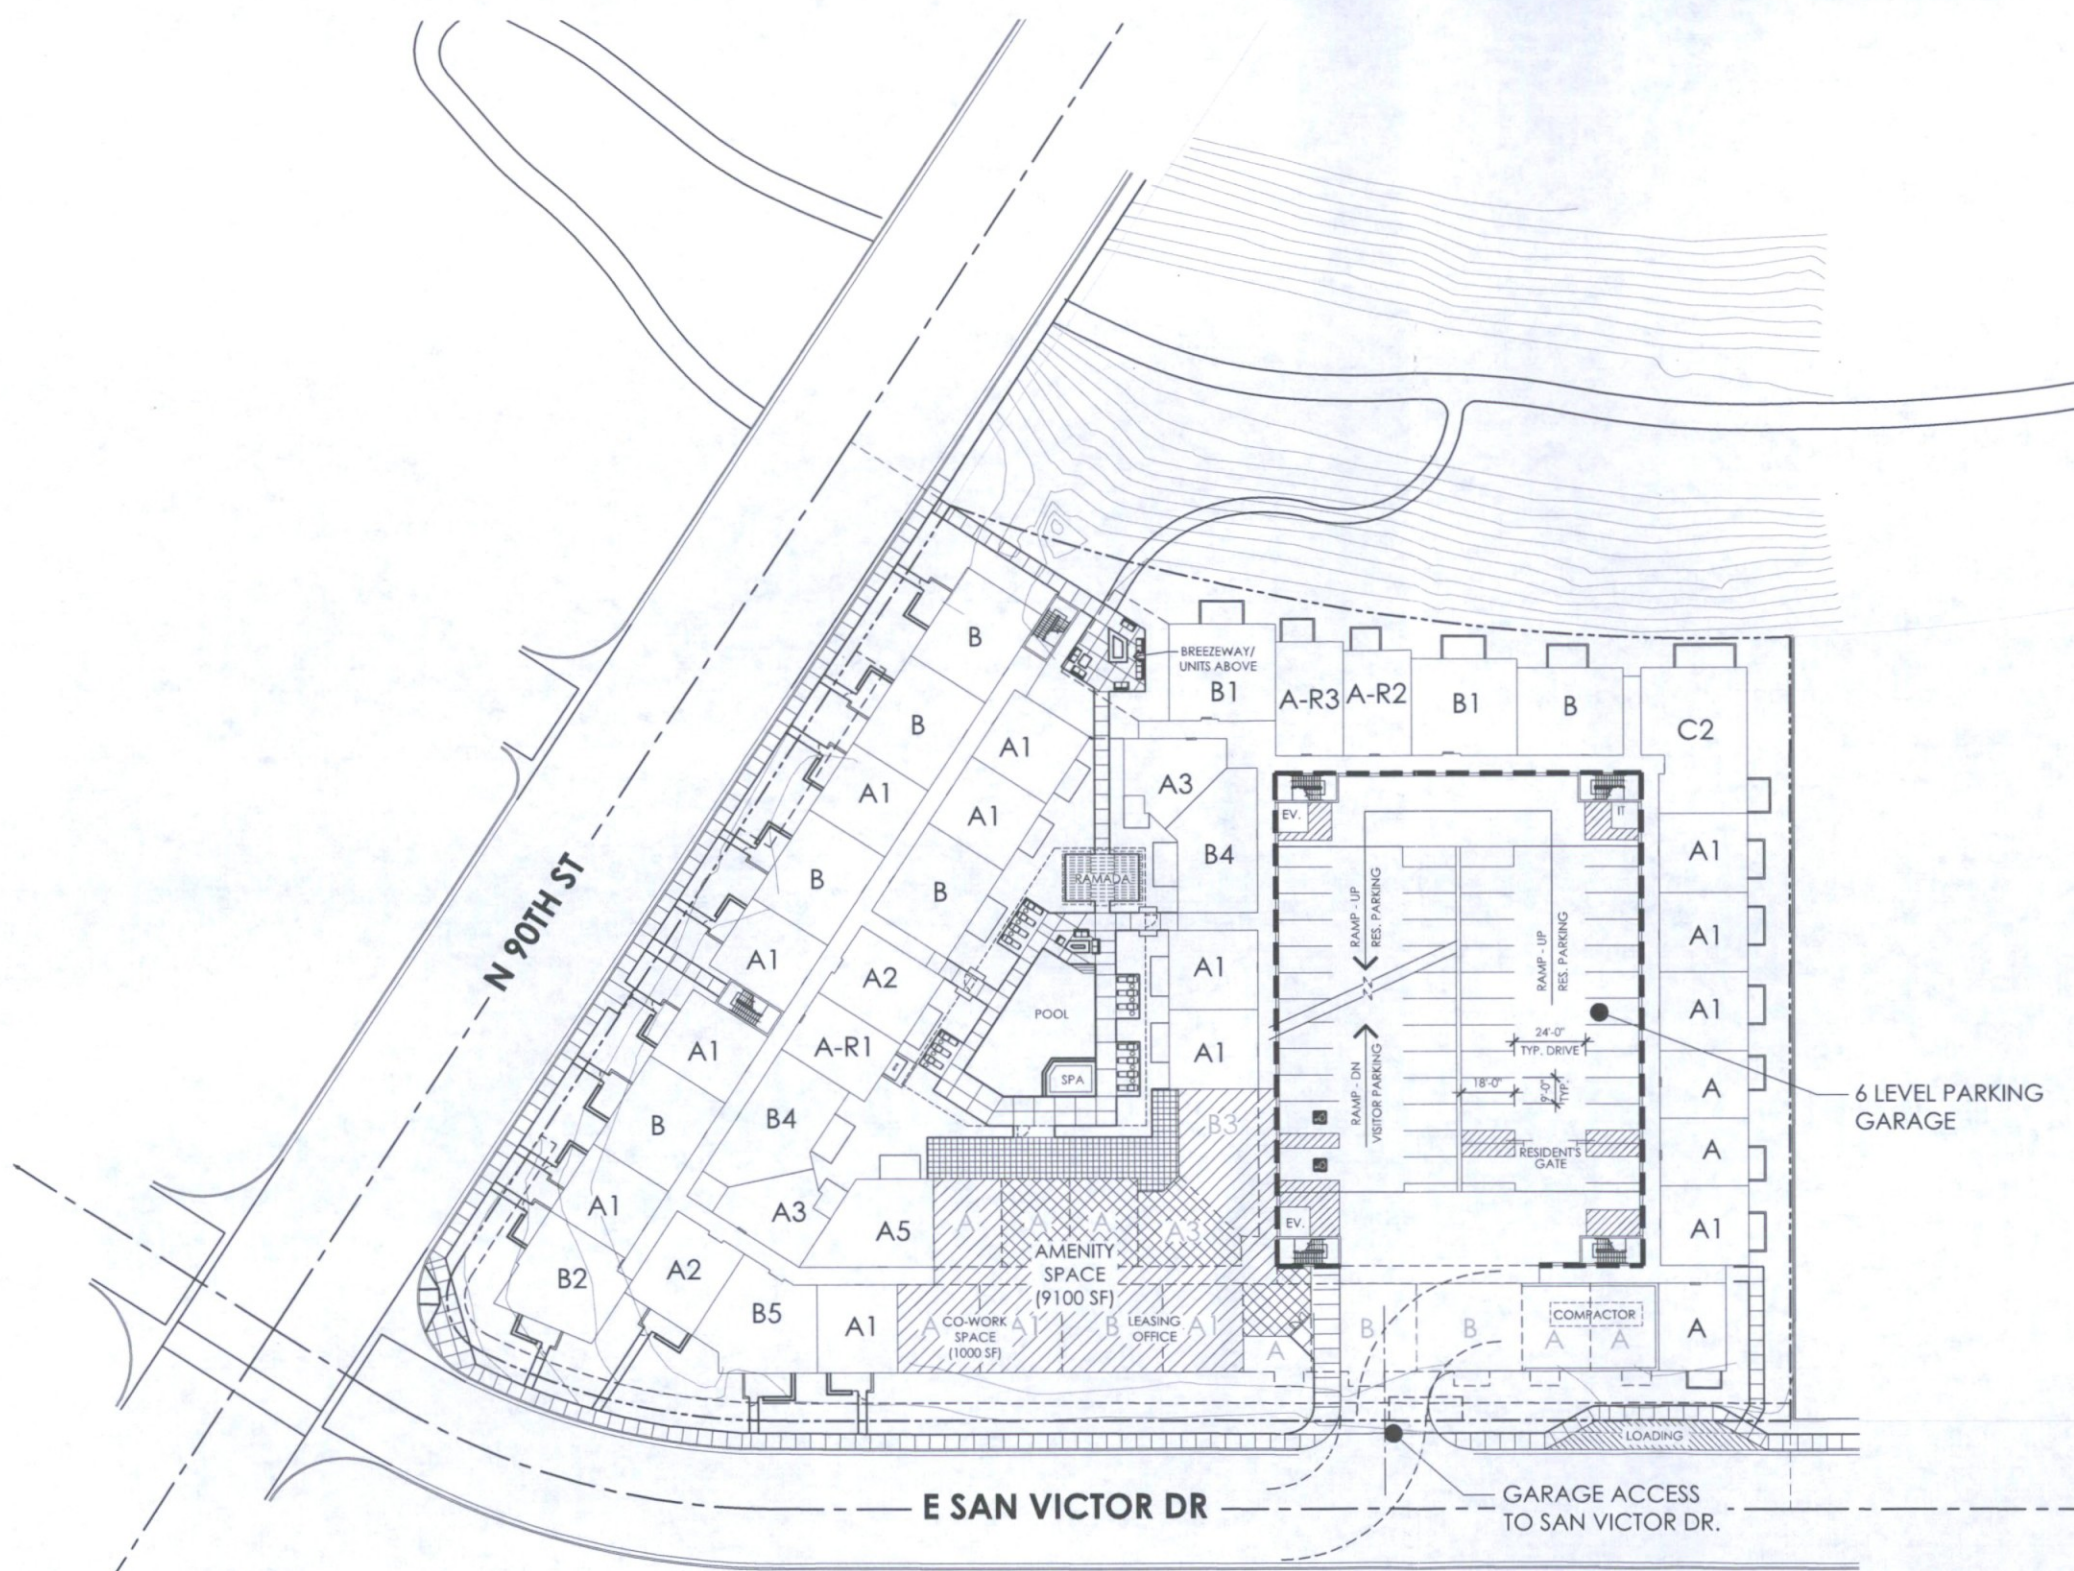 B
BREEZEWAY/
UNITS ABOVE
B1
A-R3
A-R2
B1
B
C2
B
A1
A1
A1
A3
B4
B
B
A1
A2
A-R1
A1
B
A1
B4
A3
A5
B2
A2
B5
A1
N 90TH ST
RAMADA
POOL
SPA
A1
A1
B3
EV.
IT
RAMP - UP
RES. PARKING
RAMP - UP
RES. PARKING
RAMP - DN
VISITOR PARKING
24'-0"
TYP. DRIVE
18'-0"
9'-0"
TYP.
RESIDENT'S
GATE
EV.
A1
A1
A1
A
A
A1
A
6 LEVEL PARKING
GARAGE
A
A
A
A3
AMENITY
SPACE
(9100 SF)
A
CO-WORK
SPACE
(1000 SF)
A1
B
LEASING
OFFICE
A1
A
B
B
COMPACTOR
A
A
LOADING
E SAN VICTOR DR
GARAGE ACCESS
TO SAN VICTOR DR.